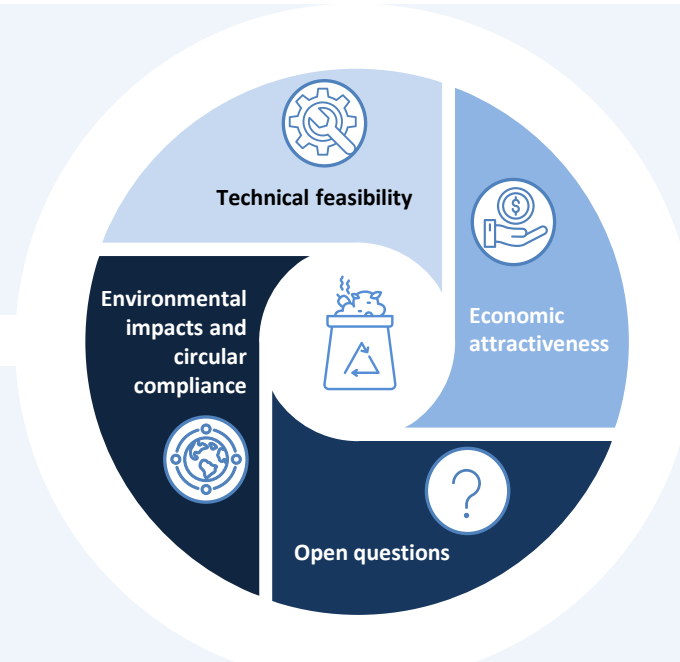 Technical feasibility
Economic
attractiveness
Environmental
impacts and
circular
compliance
Open questions